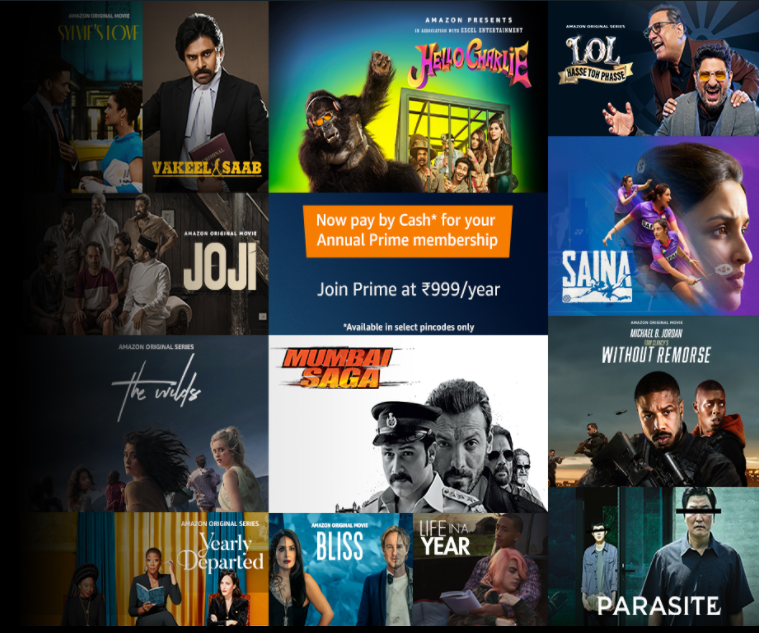 AMAZON ORIGINAL MOVIE
SYLVIE'S LOVE
VAKEEL SAAB
AMAZON PRESENTS
IN ASSOCIATION WITH EXCEL ENTERTAINMENT
HELLO CHARLIE
AMAZON ORIGINAL SERIES
LOL
HASSE TOH PHASSE
AMAZON ORIGINAL MOVIE
JOJI
Now pay by Cash* for your
Annual Prime membership
Join Prime at ₹999/year
*Available in select pincodes only
SAINA
AMAZON ORIGINAL SERIES
the wilds
MUMBAI
SAGA
AMAZON ORIGINAL MOVIE
MICHAEL B. JORDAN
TOM CLANCY'S
WITHOUT REMORSE
AMAZON ORIGINAL SERIES
Yearly
Departed
AMAZON ORIGINAL MOVIE
BLISS
LIFE IN A
YEAR
PARASITE